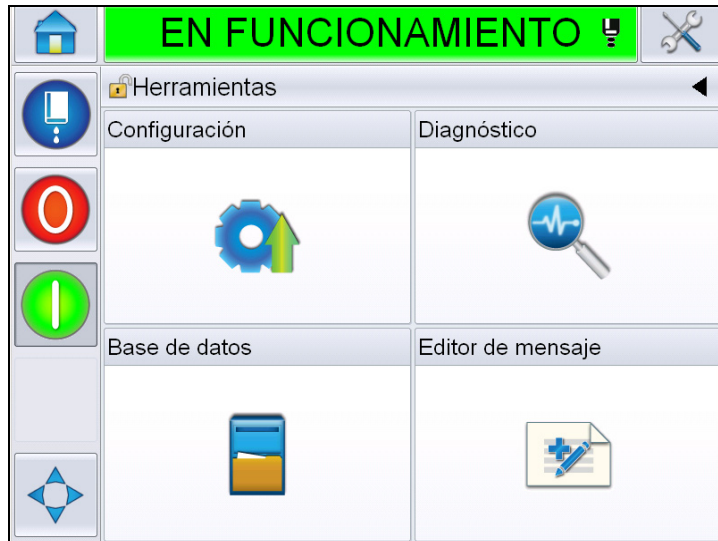 EN FUNCIONAMIENTO
Herramientas
Configuración
Diagnóstico
Base de datos
Editor de mensaje